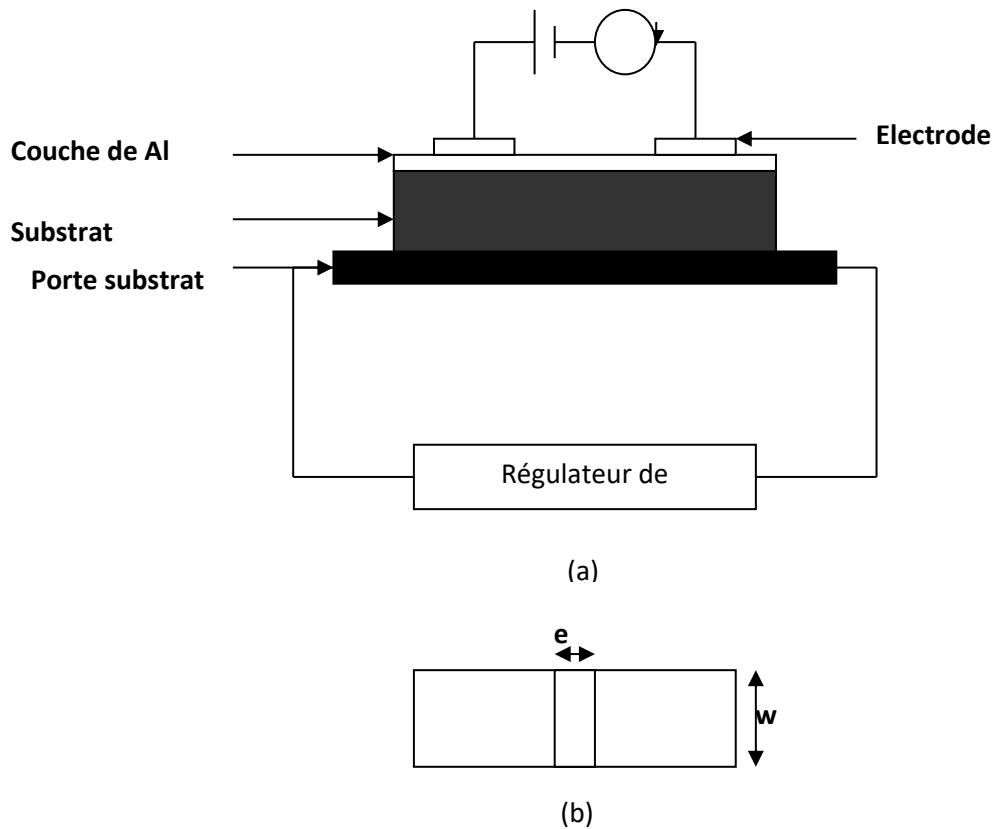 Couche de Al
Electrode
Substrat
Porte substrat
Régulateur de
(a)
e
w
(b)